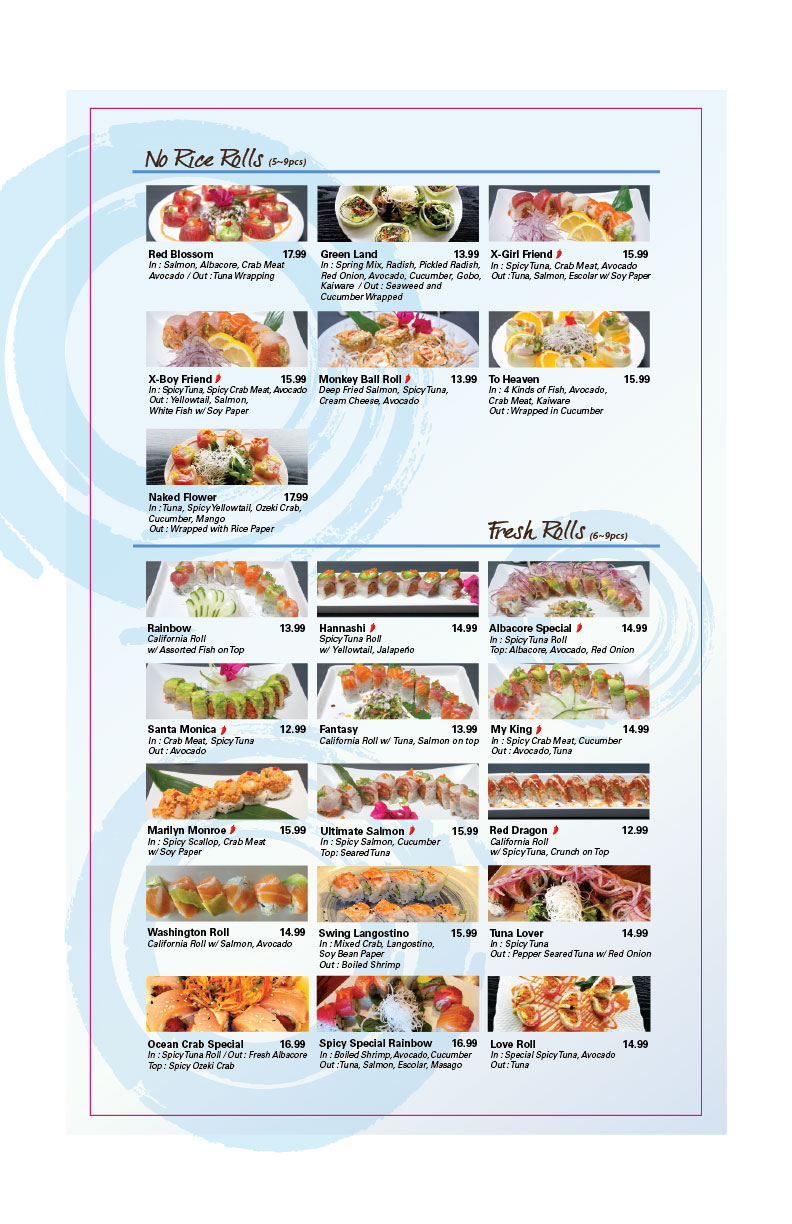 No Rice Rolls (5~9pcs)
Red Blossom 17.99
In : Salmon, Albacore, Crab Meat
Avocado / Out : Tuna Wrapping
Green Land 13.99
In : Spring Mix, Radish, Pickled Radish,
Red Onion, Avocado, Cucumber, Gobo,
Kaiware / Out : Seaweed and
Cucumber Wrapped
X-Girl Friend 15.99
In : Spicy Tuna, Crab Meat, Avocado
Out : Tuna, Salmon, Escolar w/ Soy Paper
X-Boy Friend 15.99
In : Spicy Tuna, Spicy Crab Meat, Avocado
Out : Yellowtail, Salmon,
White Fish w/ Soy Paper
Monkey Ball Roll 13.99
Deep Fried Salmon, Spicy Tuna,
Cream Cheese, Avocado
To Heaven 15.99
In : 4 Kinds of Fish, Avocado,
Crab Meat, Kaiware
Out : Wrapped in Cucumber
Naked Flower 17.99
In : Tuna, Spicy Yellowtail, Ozeki Crab,
Cucumber, Mango
Out : Wrapped with Rice Paper
Fresh Rolls (6~9pcs)
Rainbow 13.99
California Roll
w/ Assorted Fish on Top
Hannashi 14.99
Spicy Tuna Roll
w/ Yellowtail, Jalapeño
Albacore Special 14.99
In : Spicy Tuna Roll
Top: Albacore, Avocado, Red Onion
Santa Monica 12.99
In : Crab Meat, Spicy Tuna
Out : Avocado
Fantasy 13.99
California Roll w/ Tuna, Salmon on top
My King 14.99
In : Spicy Crab Meat, Cucumber
Out : Avocado, Tuna
Marilyn Monroe 15.99
In : Spicy Scallop, Crab Meat
w/ Soy Paper
Ultimate Salmon 15.99
In : Spicy Salmon, Cucumber
Top: Seared Tuna
Red Dragon 12.99
California Roll
w/ Spicy Tuna, Crunch on Top
Washington Roll 14.99
California Roll w/ Salmon, Avocado
Swing Langostino 15.99
In : Mixed Crab, Langostino,
Soy Bean Paper
Out : Boiled Shrimp
Tuna Lover 14.99
In : Spicy Tuna
Out : Pepper Seared Tuna w/ Red Onion
Ocean Crab Special 16.99
In : Spicy Tuna Roll / Out : Fresh Albacore
Top : Spicy Ozeki Crab
Spicy Special Rainbow 16.99
In : Boiled Shrimp, Avocado, Cucumber
Out : Tuna, Salmon, Escolar, Masago
Love Roll 14.99
In : Special Spicy Tuna, Avocado
Out : Tuna